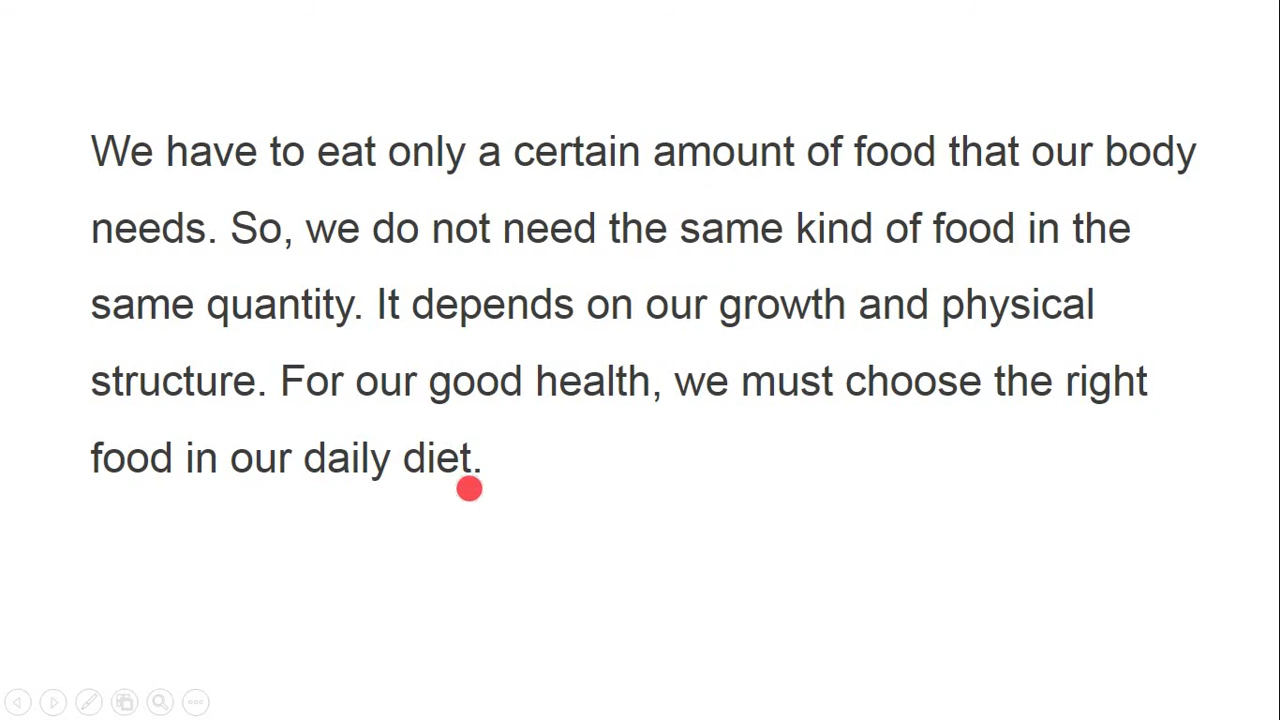 We have to eat only a certain amount of food that our body
needs. So, we do not need the same kind of food in the
same quantity. It depends on our growth and physical
structure. For our good health, we must choose the right
food in our daily diet.